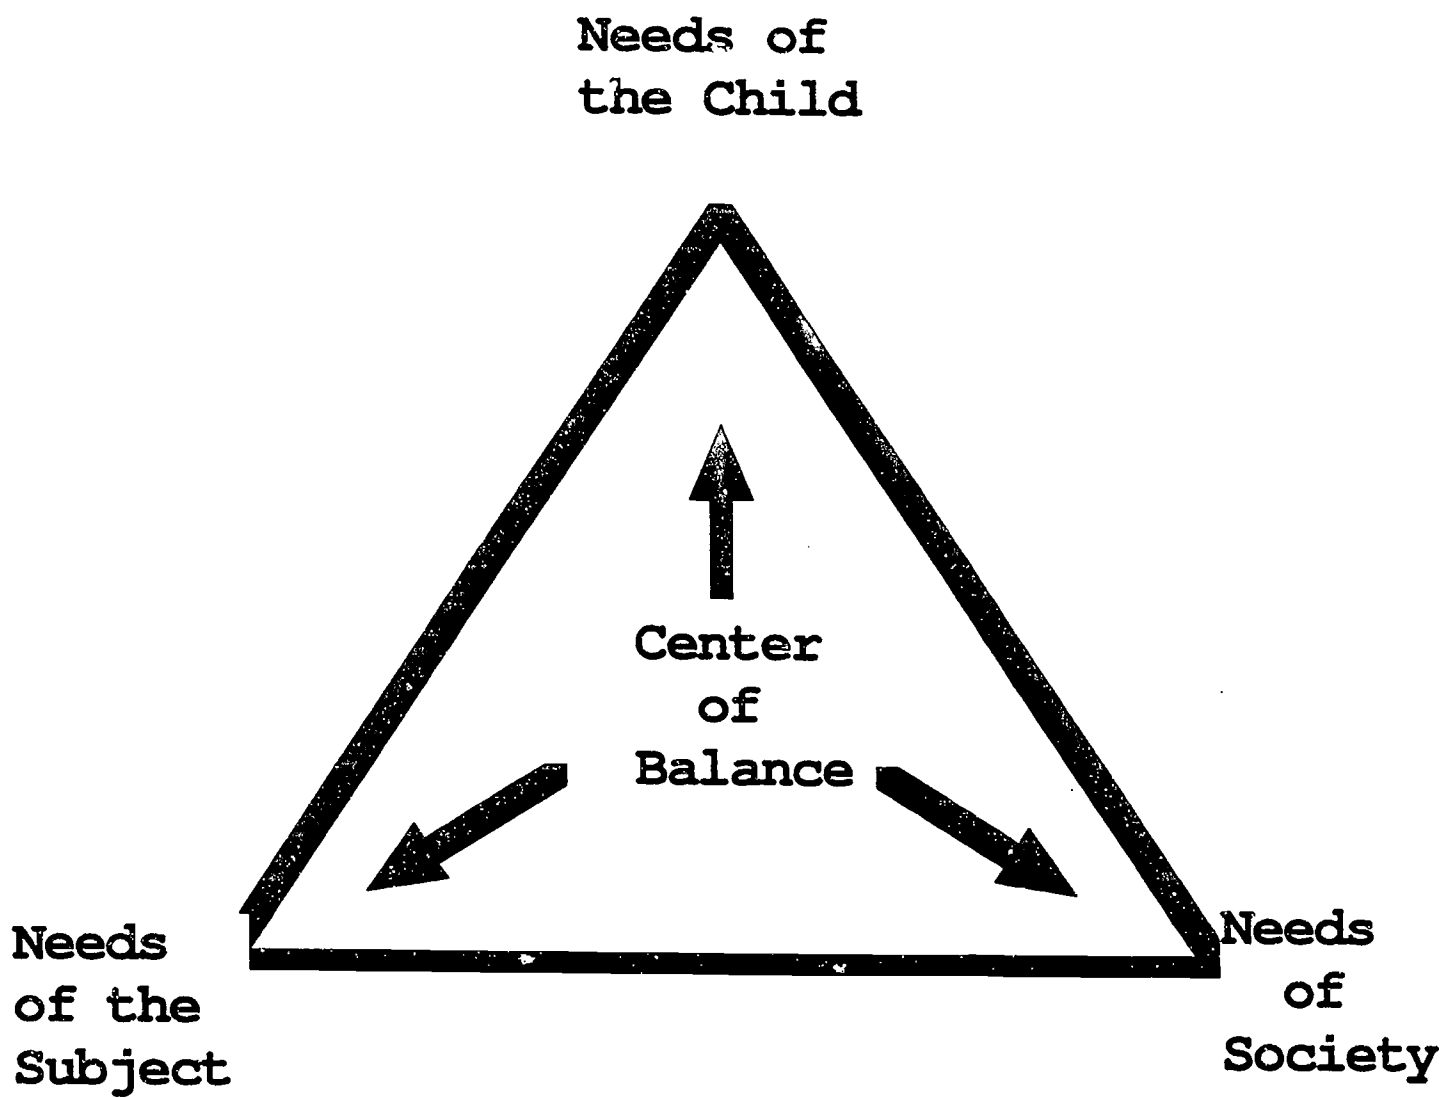 Needs of
the Child
Center
of
Balance
Needs
of the
Subject
Needs
of
Society